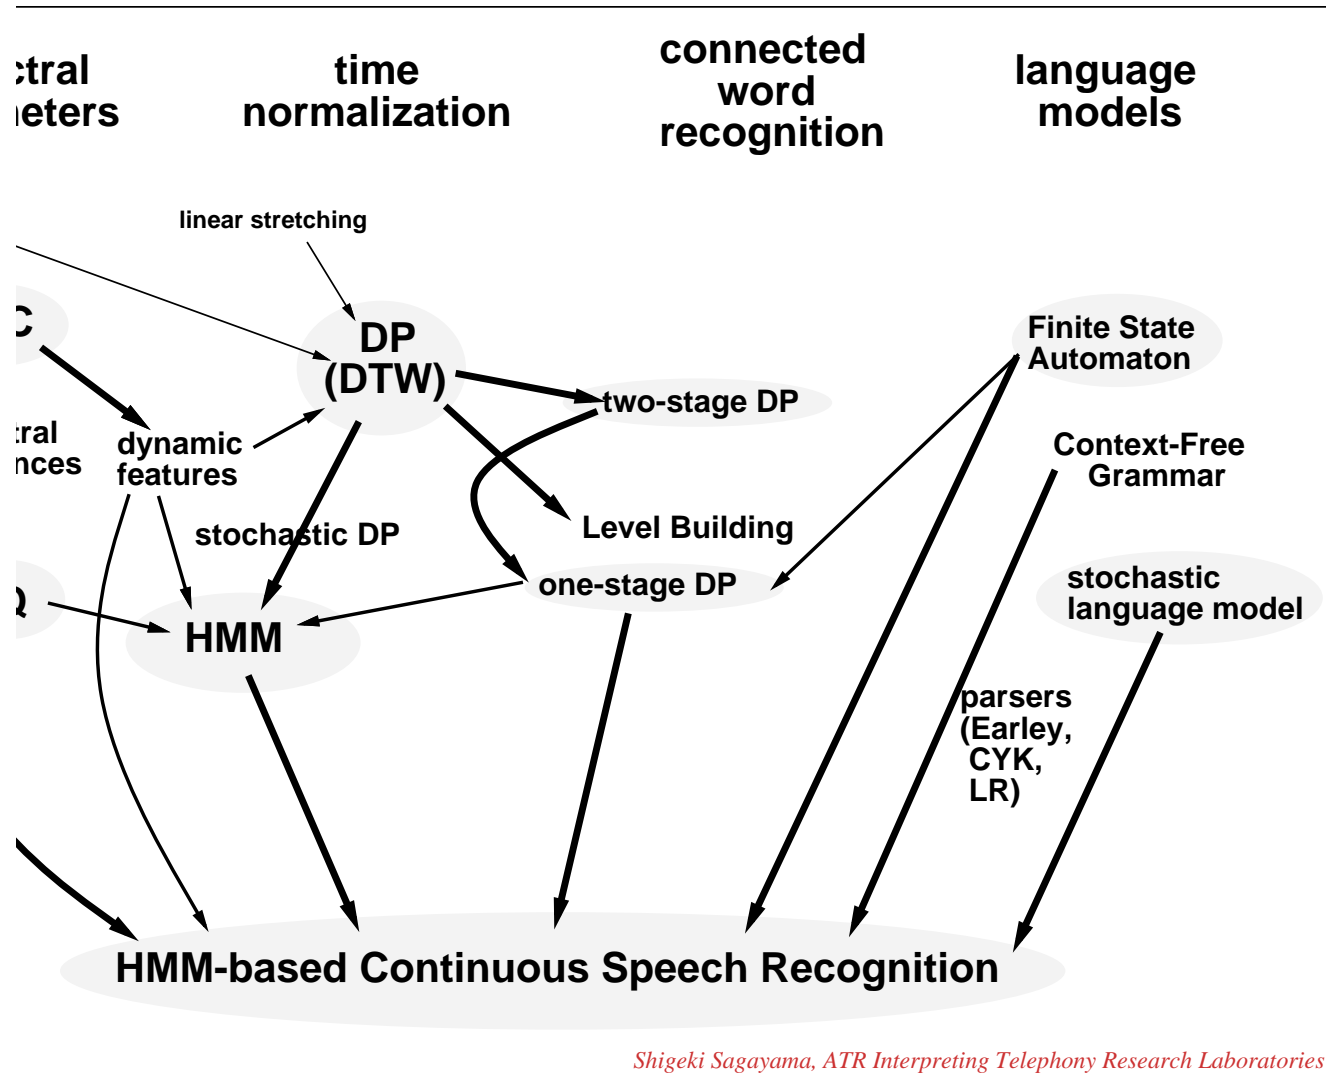 time
normalization
connected
word
recognition
language
models
linear stretching
DP
(DTW)
Finite State
Automaton
two-stage DP
dynamic
features
Context-Free
Grammar
stochastic DP
Level Building
one-stage DP
stochastic
language model
HMM
parsers
(Earley,
CYK,
LR)
HMM-based Continuous Speech Recognition
Shigeki Sagayama, ATR Interpreting Telephony Research Laboratories